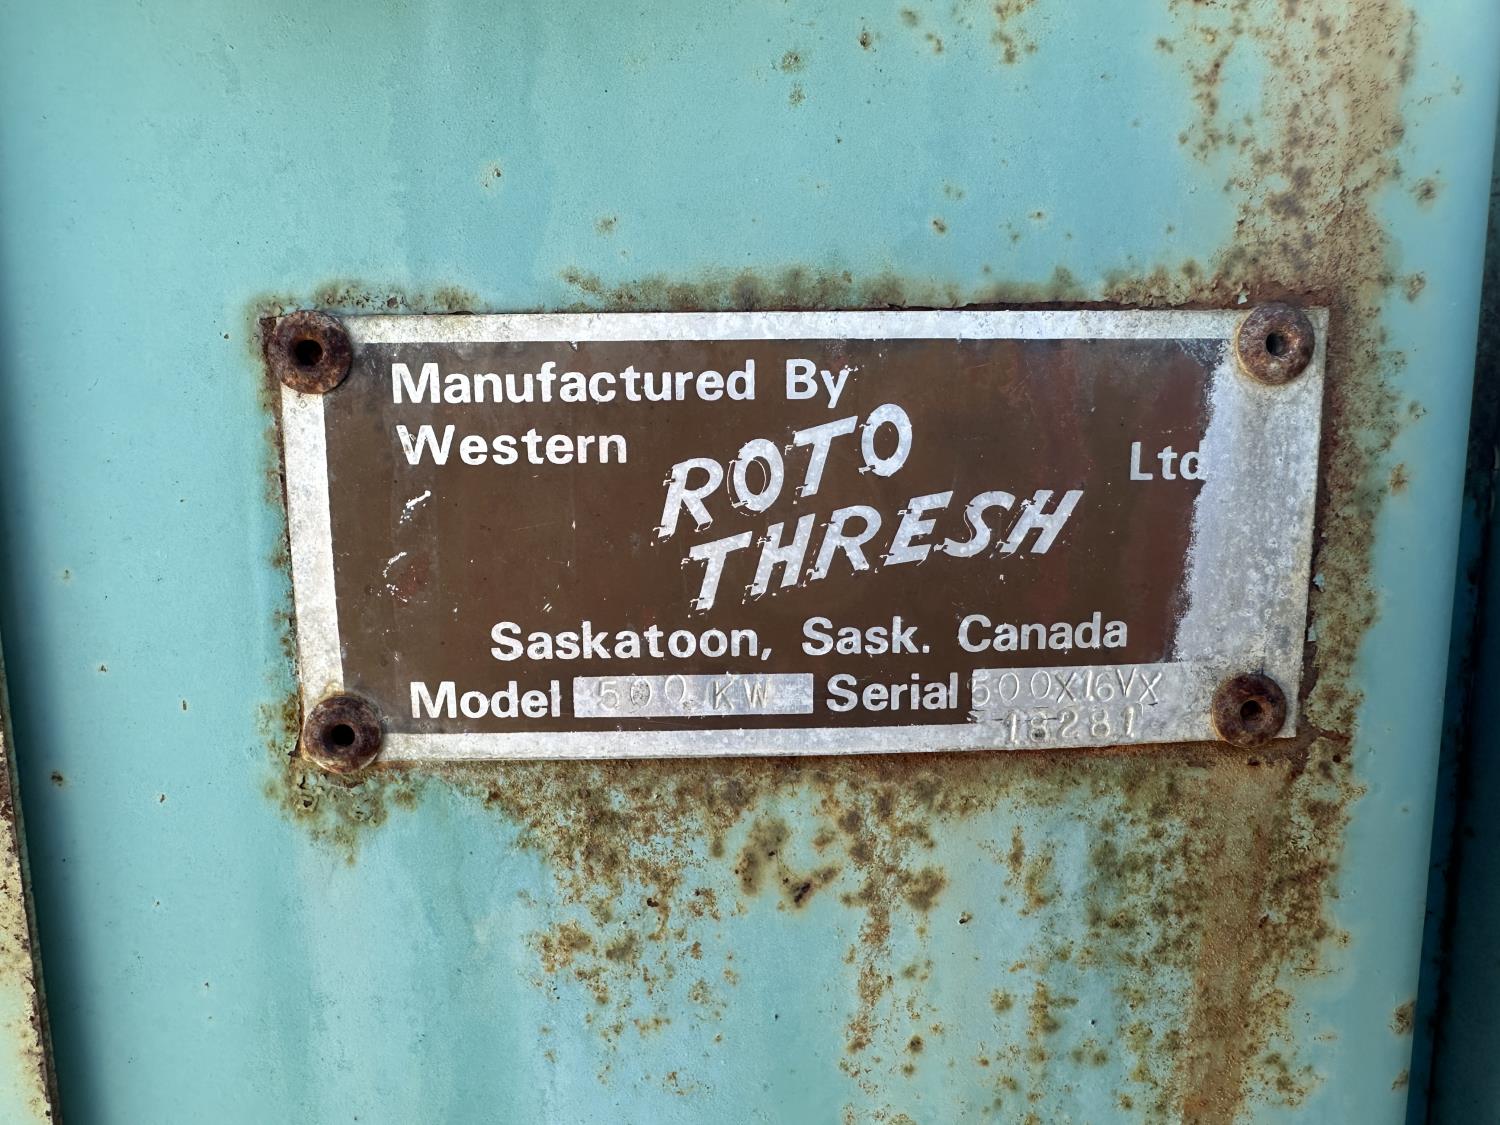 Manufactured By
Western ROTO THRESH Ltd
Saskatoon, Sask. Canada
Model 500 KW Serial 500X16VX
18281